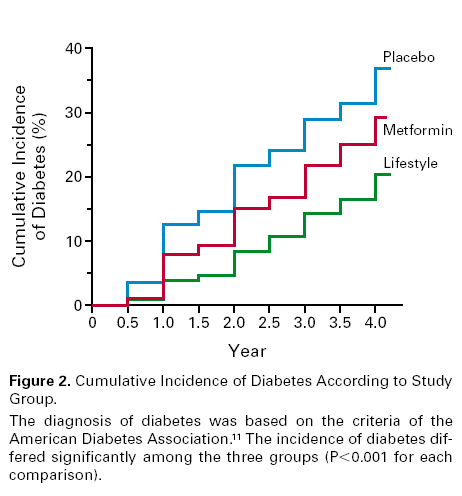 Cumulative Incidence
of Diabetes (%)
40
30
20
10
0
Placebo
Metformin
Lifestyle
0 0.5 1.0 1.5 2.0 2.5 3.0 3.5 4.0
Year
Figure 2. Cumulative Incidence of Diabetes According to Study
Group.
The diagnosis of diabetes was based on the criteria of the
American Diabetes Association.¹¹ The incidence of diabetes dif-
fered significantly among the three groups (P<0.001 for each
comparison).